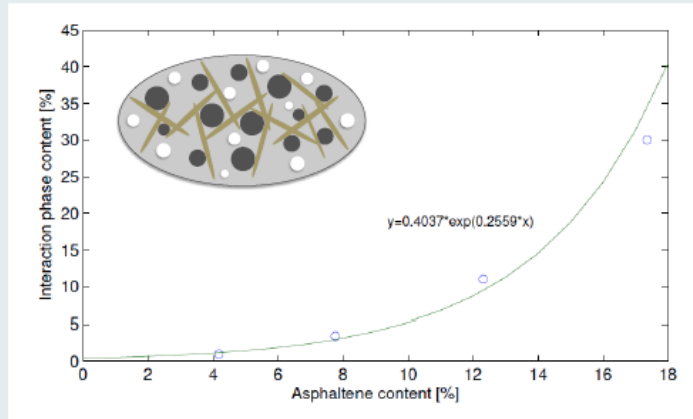 45
40
35
30
25
20
15
10
5
0
Interaction phase content [%]
y=0.4037*exp(0.2559*x)
0 2 4 6 8 10 12 14 16 18
Asphaltene content [%]